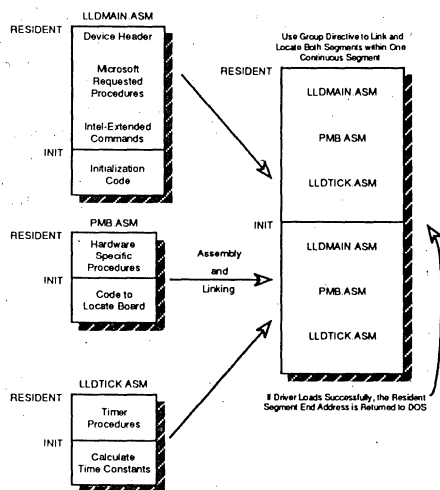 LLDMAIN.ASM
RESIDENT
Device Header
Microsoft
Requested
Procedures
Intel-Extended
Commands
INIT
Initialization
Code
PMB.ASM
RESIDENT
Hardware
Specific
Procedures
INIT
Code to
Locate Board
LLDTICK.ASM
RESIDENT
Timer
Procedures
INIT
Calculate
Time Constants
Assembly
and
Linking
Use Group Directive to Link and
Locate Both Segments within One
Continuous Segment
RESIDENT
LLDMAIN.ASM
PMB.ASM
LLDTICK.ASM
INIT
LLDMAIN.ASM
PMB.ASM
LLDTICK.ASM
If Driver Loads Successfully, the Resident
Segment End Address is Returned to DOS